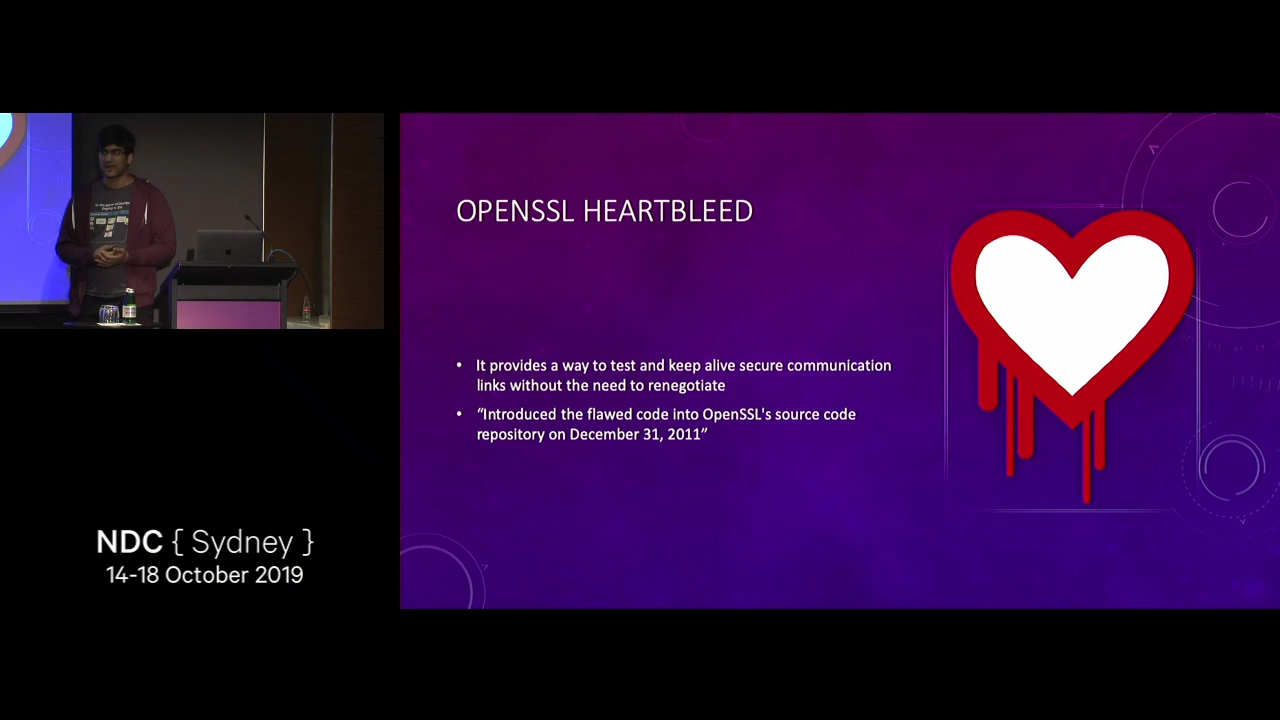 OPENSSL HEARTBLEED
• It provides a way to test and keep alive secure communication
links without the need to renegotiate
• “Introduced the flawed code into OpenSSL's source code
repository on December 31, 2011”
NDC { Sydney }
14-18 October 2019